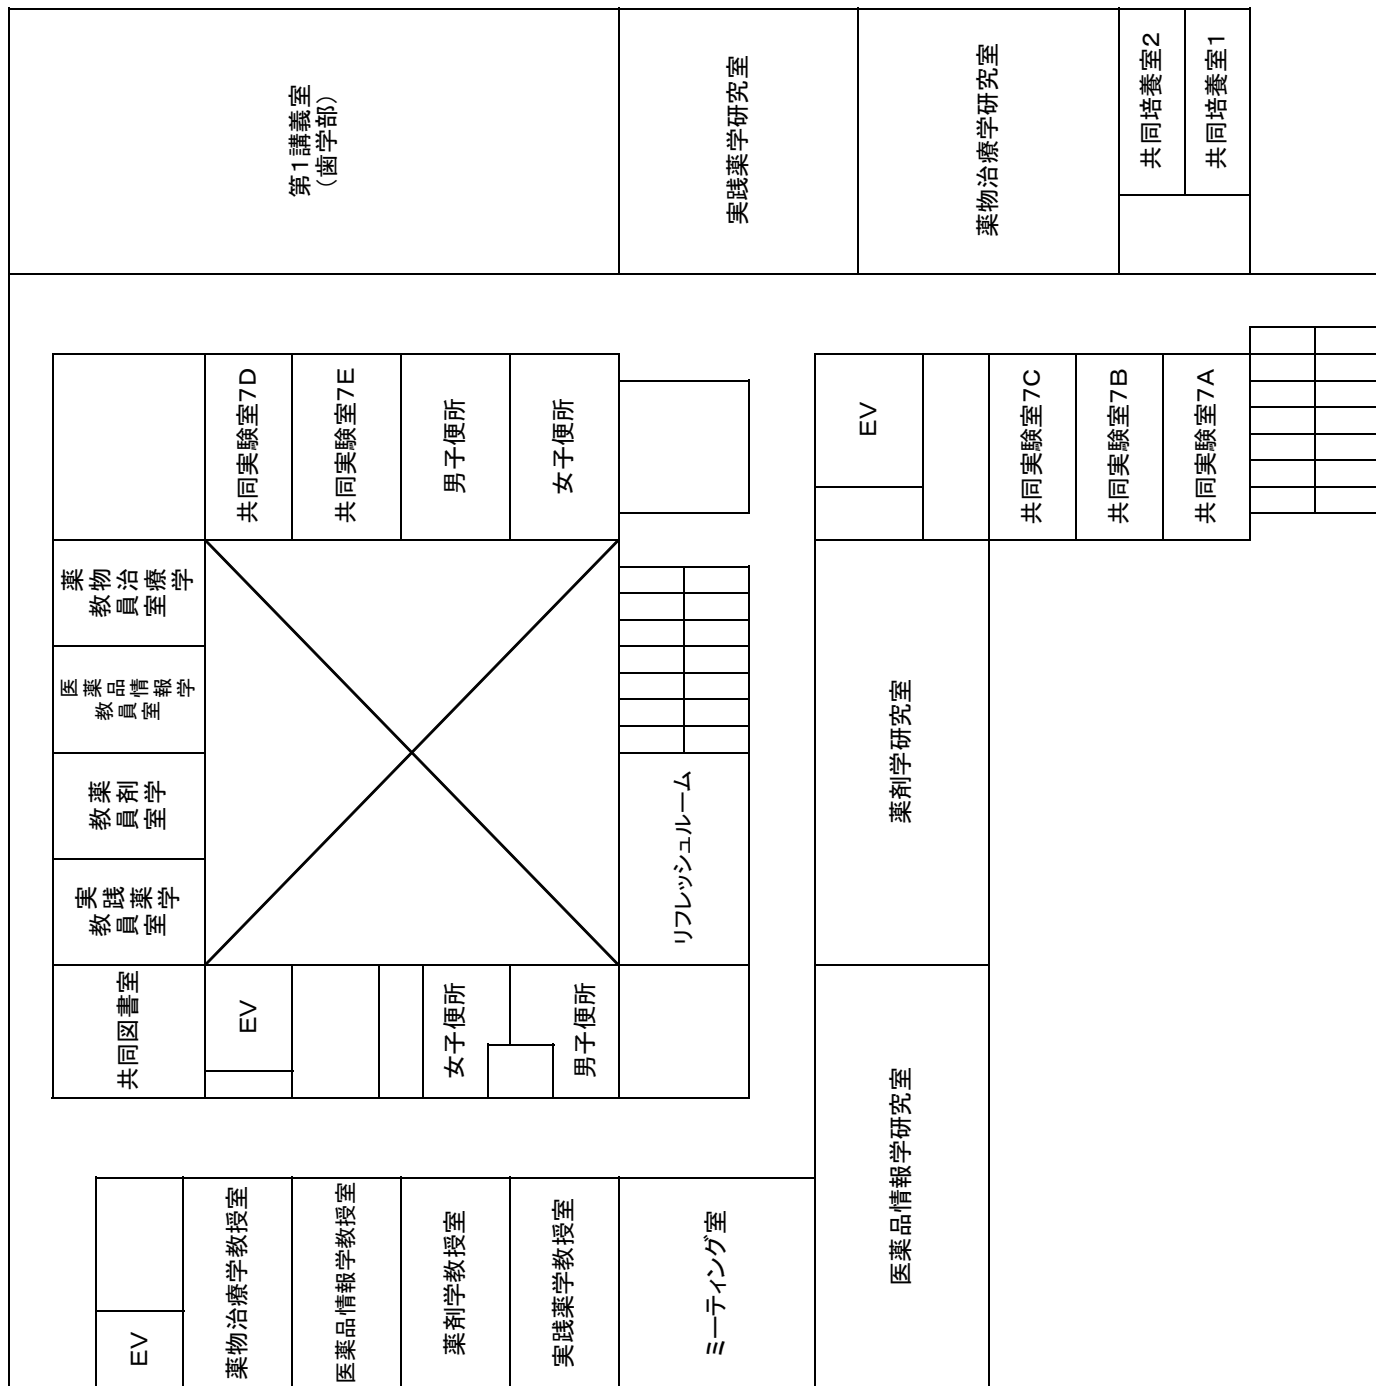 第1講義室
（歯学部）
実践薬学研究室
薬物治療学研究室
共同培養室2
共同培養室1
共同実験室7D
共同実験室7E
男子便所
女子便所
EV
共同実験室7C
共同実験室7B
共同実験室7A
薬物治療学
教員室
医薬品情報学
教員室
薬剤学
教員室
実践薬学
教員室
リフレッシュルーム
薬剤学研究室
共同図書室
EV
女子便所
男子便所
医薬品情報学研究室
EV
薬物治療学教授室
医薬品情報学教授室
薬剤学教授室
実践薬学教授室
ミーティング室